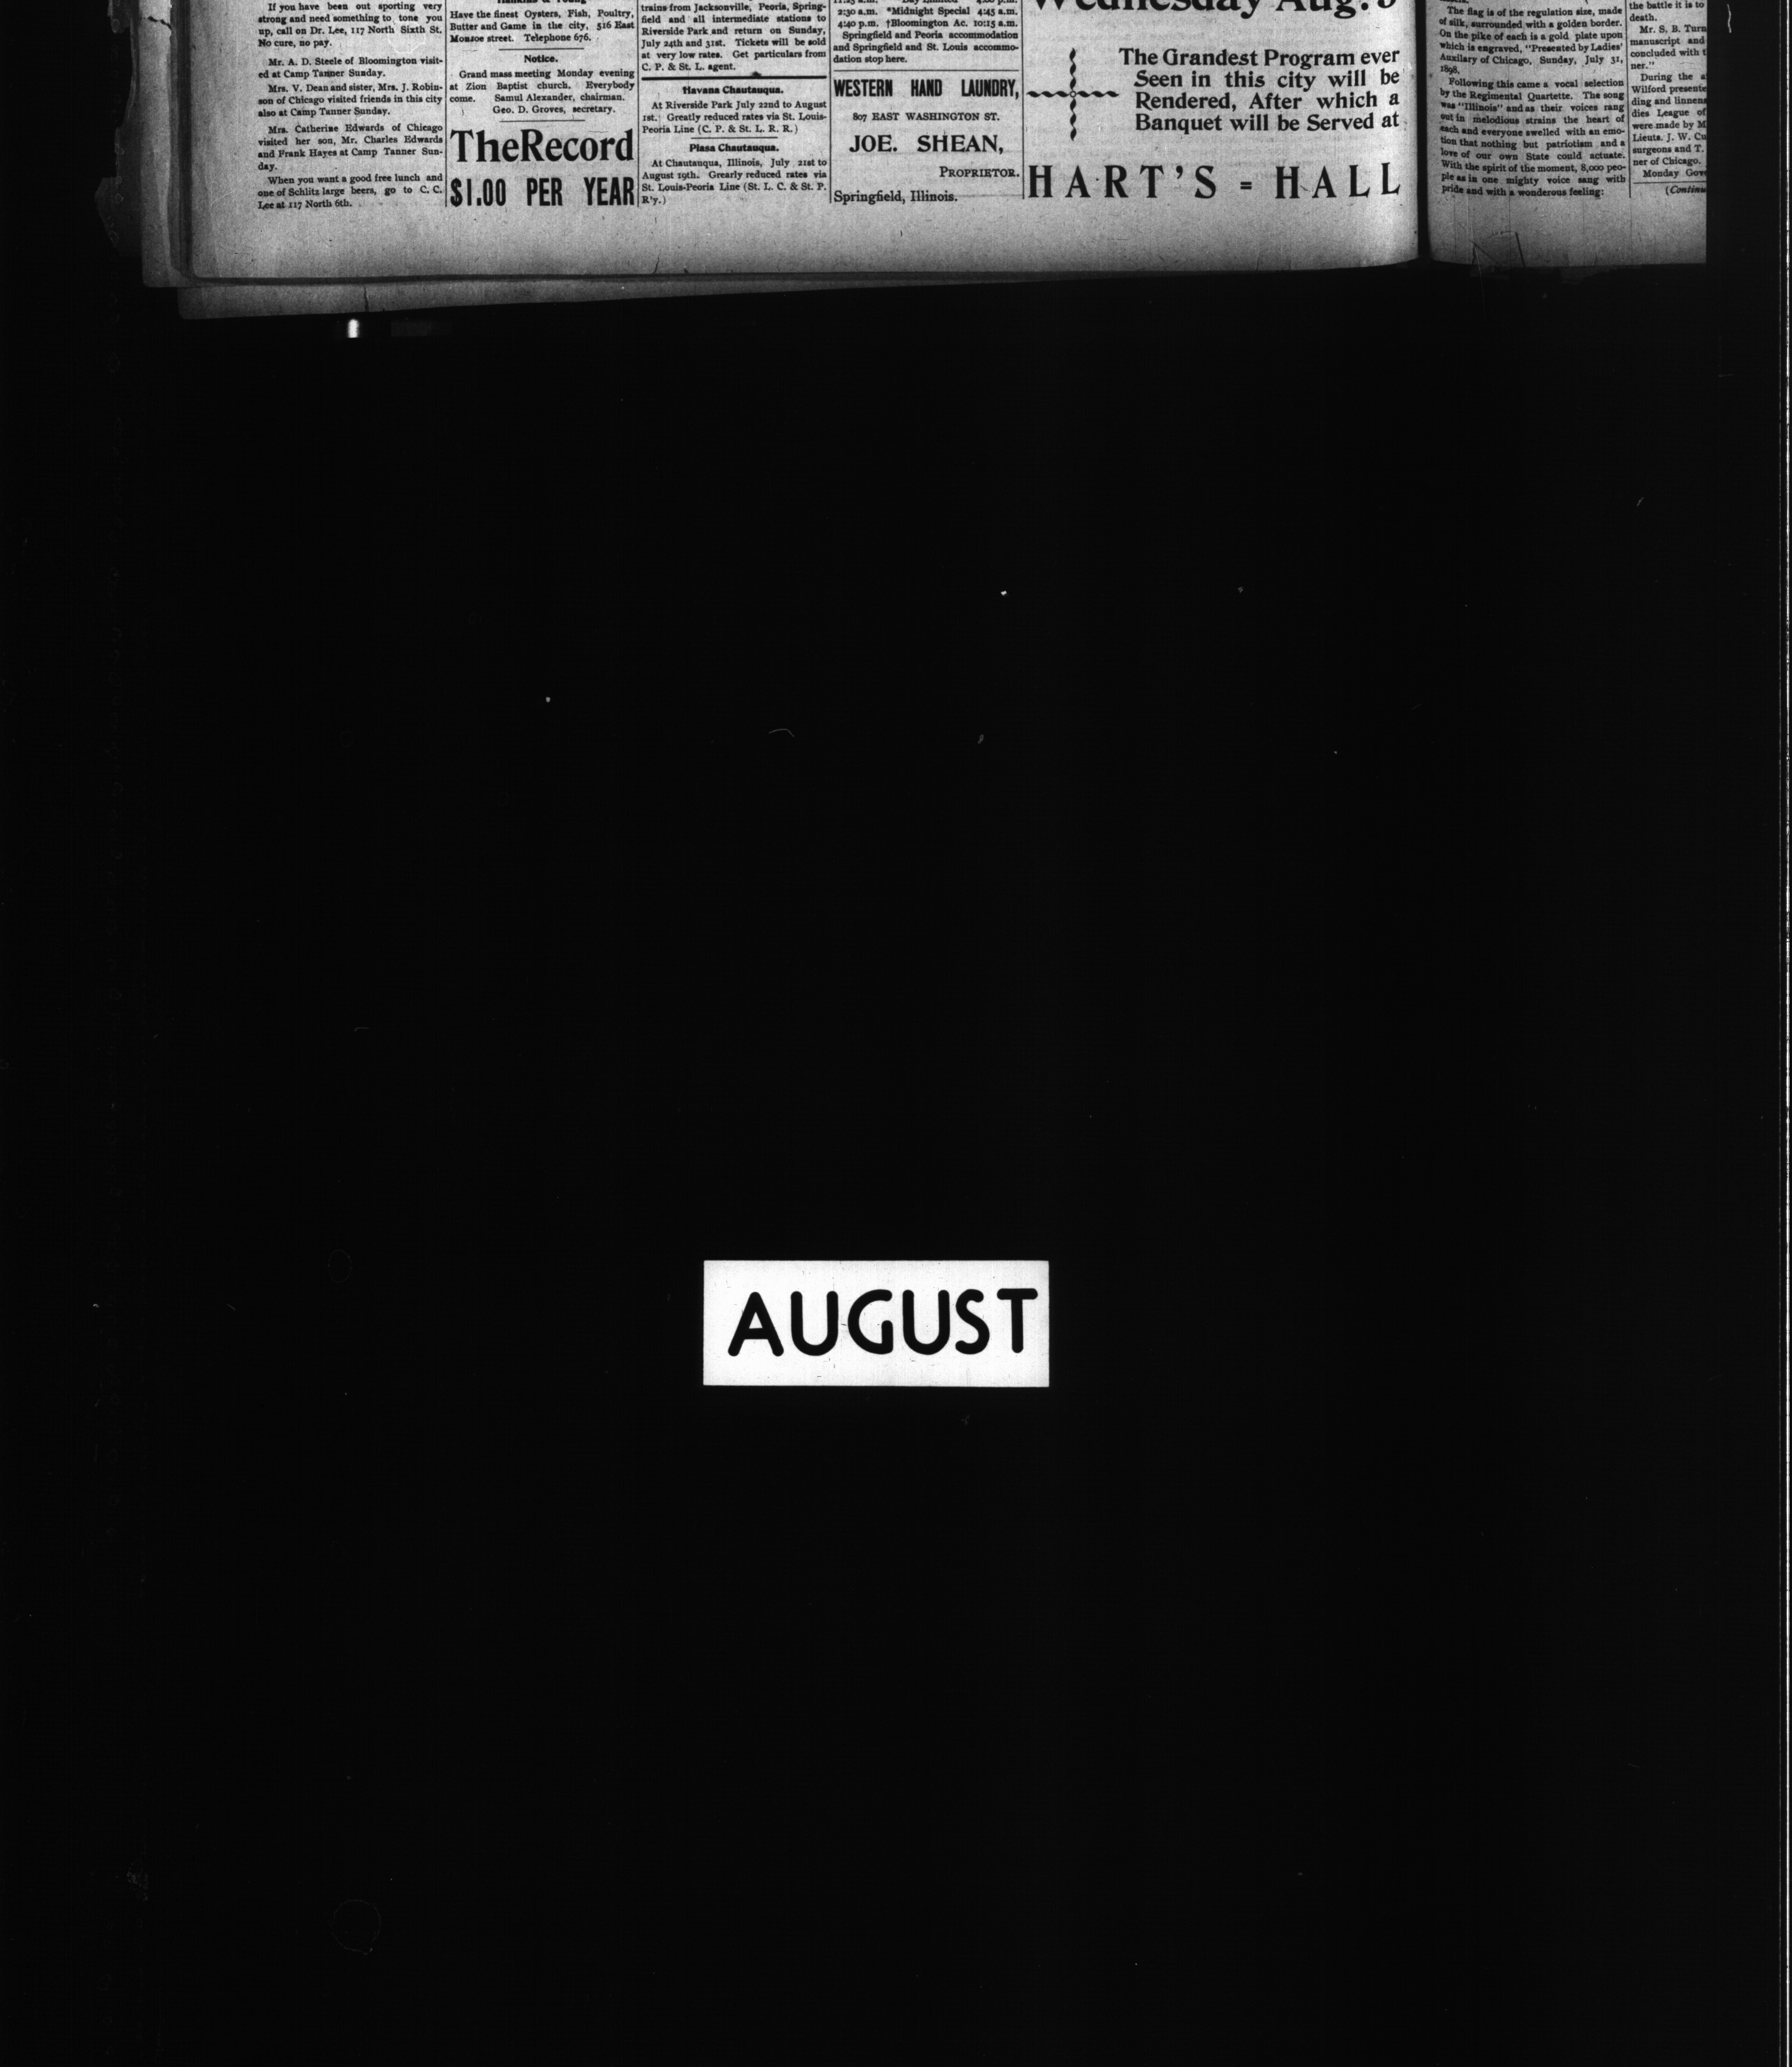 If you have been out sporting very
strong and need something to tone you
up, call on Dr. Lee, 117 North Sixth St.
No cure, no pay.
Mr. A. D. Steele of Bloomington visit-
ed at Camp Tanner Sunday.
Mrs. V. Dean and sister, Mrs. J. Robin-
son of Chicago visited friends in this city
also at Camp Tanner Sunday.
Mrs. Catherine Edwards of Chicago
visited her son, Mr. Charles Edwards
and Frank Hayes at Camp Tanner Sun-
day.
When you want a good free lunch and
one of Schlitz large beers, go to C. C.
Lee at 117 North 6th.
Have the finest Oysters, Fish, Poultry,
Butter and Game in the city, 516 East
Monroe street. Telephone 676.
Notice.
Grand mass meeting Monday evening
at Zion Baptist church. Everybody
come. Samul Alexander, chairman.
Geo. D. Groves, secretary.
TheRecord
$1.00 PER YEAR
trains from Jacksonville, Peoria, Spring-
field and all intermediate stations to
Riverside Park and return on Sunday,
July 24th and 31st. Tickets will be sold
at very low rates. Get particulars from
C. P. & St. L. agent.
Havana Chautauqua.
At Riverside Park July 22nd to August
1st. Greatly reduced rates via St. Louis-
Peoria Line (C. P. & St. L. R. R.)
Plasa Chautauqua.
At Chautauqua, Illinois, July 21st to
August 19th. Grearly reduced rates via
St. Louis-Peoria Line (St. L. C. & St. P.
R'y.)
2:30 a.m. *Midnight Special 4:45 a.m.
4:40 p.m. †Bloomington Ac. 10:15 a.m.
Springfield and Peoria accommodation
and Springfield and St. Louis accommo-
dation stop here.
WESTERN HAND LAUNDRY,
807 EAST WASHINGTON ST.
JOE. SHEAN,
PROPRIETOR.
Springfield, Illinois.
Wednesday Aug.
The Grandest Program ever
Seen in this city will be
Rendered, After which a
Banquet will be Served at
HART'S = HALL
The flag is of the regulation size, made
of silk, surrounded with a golden border.
On the pike of each is a gold plate upon
which is engraved, "Presented by Ladies'
Auxilary of Chicago, Sunday, July 31,
1898.
Following this came a vocal selection
by the Regimental Quartette. The song
was "Illinois" and as their voices rang
out in melodious strains the heart of
each and everyone swelled with an emo-
tion that nothing but patriotism and a
love of our own State could actuate.
With the spirit of the moment, 8,000 peo-
ple as in one mighty voice sang with
pride and with a wonderous feeling:
the battle it is to
death.
Mr. S. B. Turn
manuscript and
concluded with t
ner."
During the a
Wilford presente
ding and linnens
dies League of
were made by M
Lieuts. J. W. Cu
surgeons and T.
ner of Chicago.
Monday Gove
(Continu
AUGUST